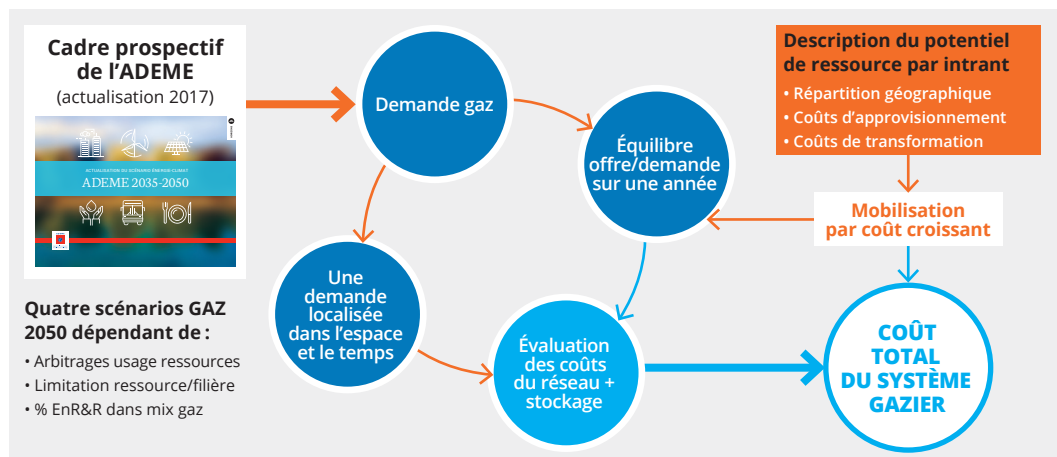 Cadre prospectif
de l’ADEME
(actualisation 2017)
ACTUALISATION DU SCÉNARIO ÉNERGIE-CLIMAT
ADEME 2035-2050
Quatre scénarios GAZ
2050 dépendant de :
• Arbitrages usage ressources
• Limitation ressource/filière
• % EnR&R dans mix gaz
Demande gaz
Équilibre
offre/demande
sur une année
Une
demande
localisée
dans l’espace
et le temps
Évaluation
des coûts
du réseau +
stockage
Description du potentiel
de ressource par intrant
• Répartition géographique
• Coûts d’approvisionnement
• Coûts de transformation
Mobilisation
par coût croissant
COÛT
TOTAL
DU SYSTÈME
GAZIER